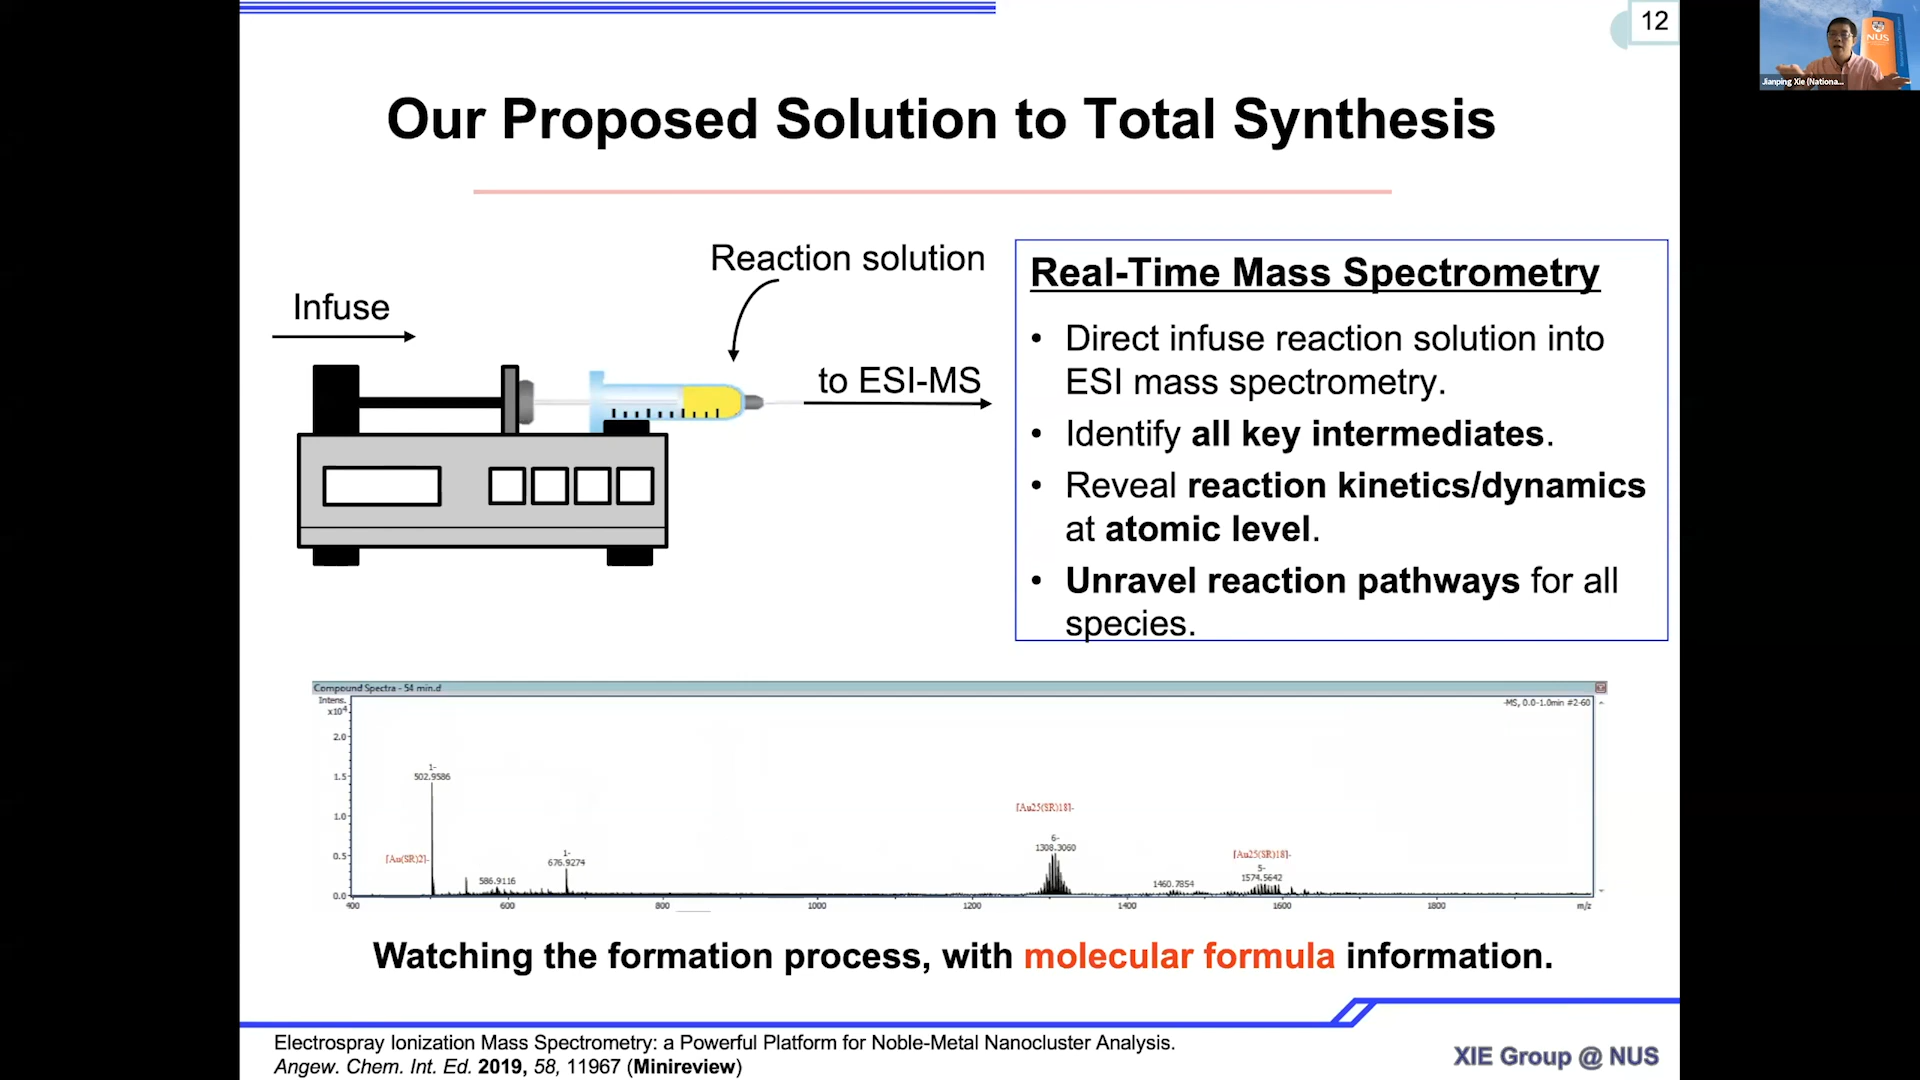 12
Jianping Xie (Nationa...
NUS
Our Proposed Solution to Total Synthesis
Reaction solution
Infuse
to ESI-MS
Real-Time Mass Spectrometry
• Direct infuse reaction solution into
ESI mass spectrometry.
• Identify all key intermediates.
• Reveal reaction kinetics/dynamics
at atomic level.
• Unravel reaction pathways for all
species.
Compound Spectra - 54 min.d
Intens.
x10⁴
-MS, 0.0-1.0min #2-60
2.0
1.5
1.0
0.5
0.0
1-
502.9586
[Au(SR)2]-
586.9116
1-
676.9274
[Au25(SR)18]-
6-
1308.3060
1460.7854
[Au25(SR)18]-
5-
1574.5642
400 600 800 1000 1200 1400 1600 1800 m/z
Watching the formation process, with molecular formula information.
Electrospray Ionization Mass Spectrometry: a Powerful Platform for Noble-Metal Nanocluster Analysis.
Angew. Chem. Int. Ed. 2019, 58, 11967 (Minireview)
XIE Group @ NUS